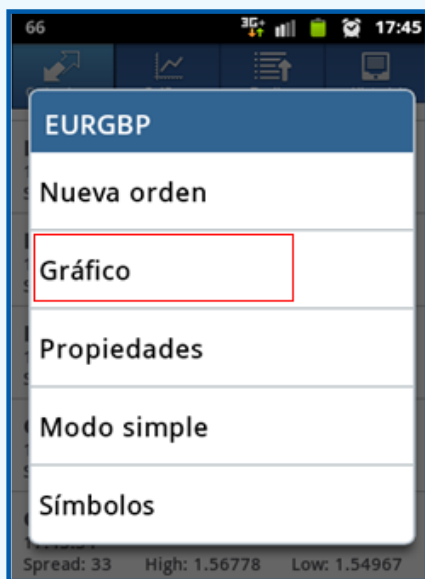 66
3G+
17:45
EURGBP
Nueva orden
Gráfico
Propiedades
Modo simple
Símbolos
Spread: 33 High: 1.56778 Low: 1.54967